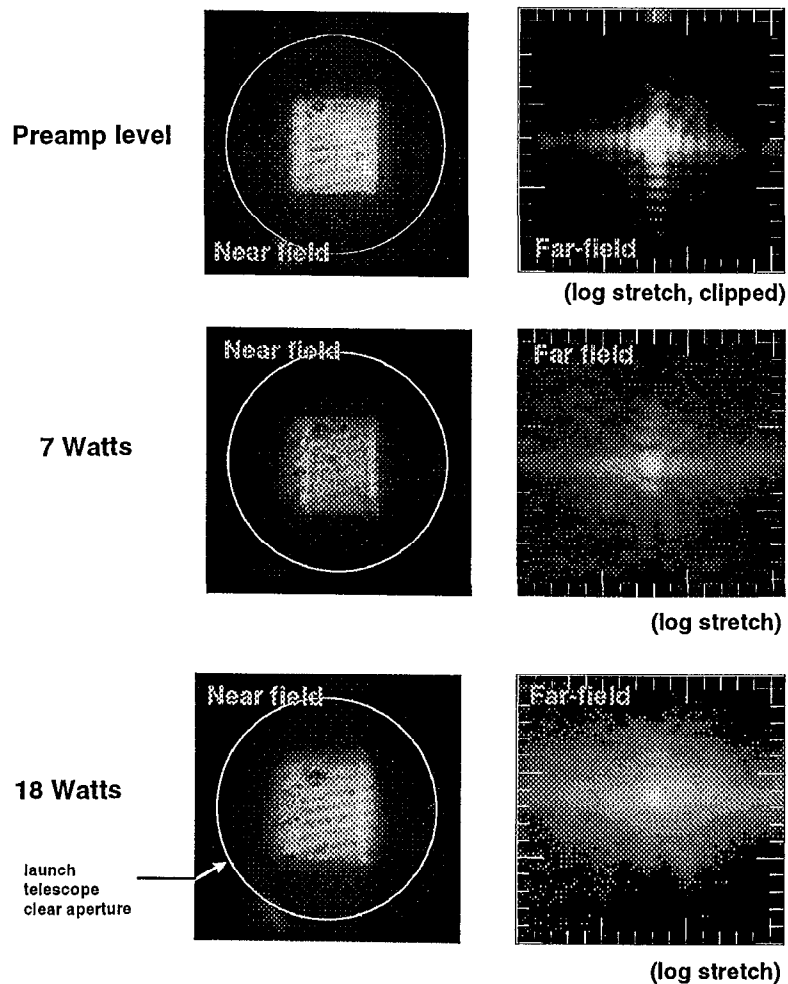 Preamp level
Near field
Far-field
(log stretch, clipped)
7 Watts
Near field
Far field
(log stretch)
18 Watts
Near field
Far-field
launch
telescope
clear aperture
(log stretch)